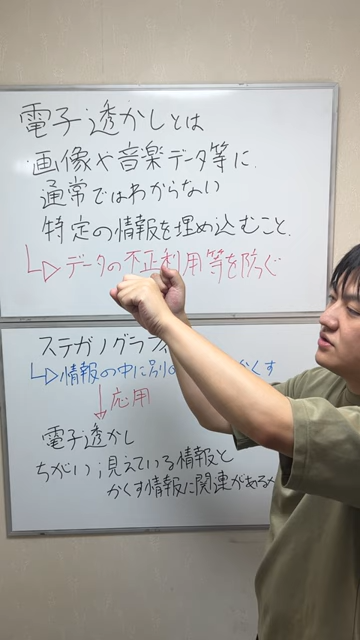 電子透かしとは
画像や音楽データ等に
通常ではわからない
特定の情報を埋め込むこと.
データの不正利用等を防ぐ
ステガノグラフィ
情報の中に別の かくす
応用
電子透かし
ちがい;見えている情報と
かくす情報に関連があるか